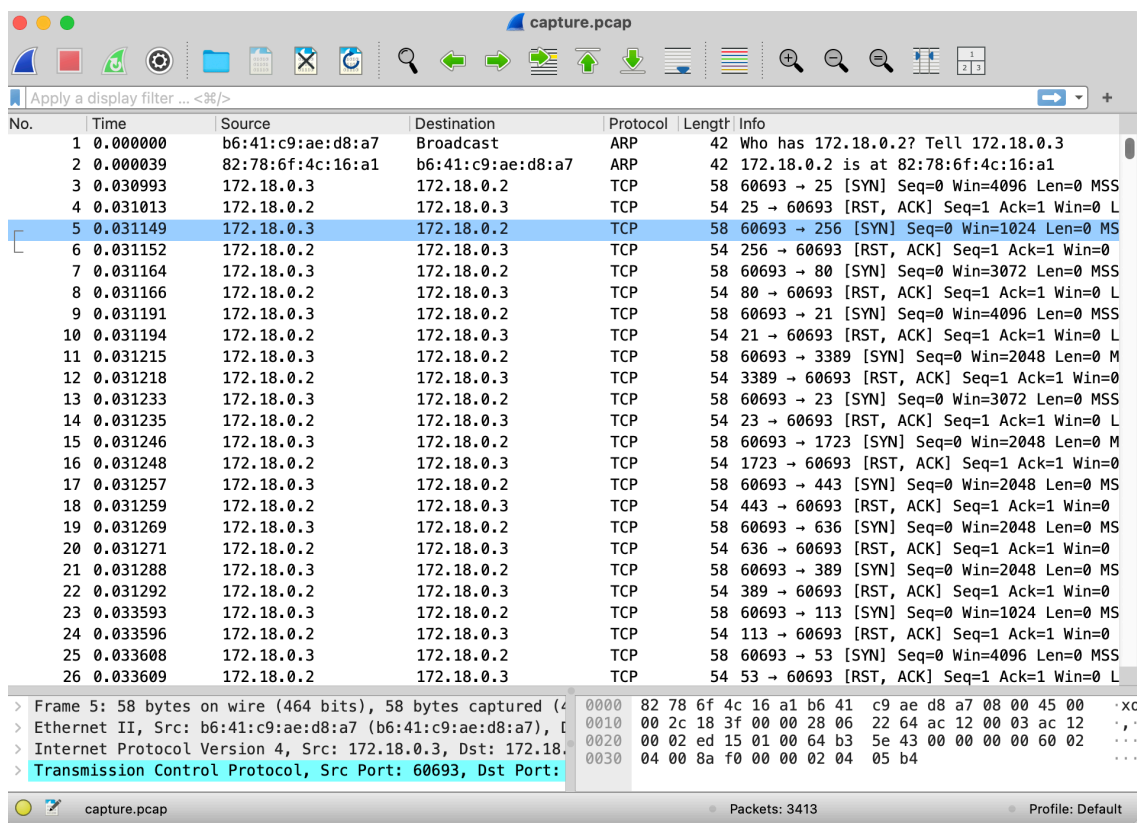 capture.pcap
1
2 3
Apply a display filter ... <⌘/>
+
No. Time Source Destination Protocol Length Info
1 0.000000 b6:41:c9:ae:d8:a7 Broadcast ARP 42 Who has 172.18.0.2? Tell 172.18.0.3
2 0.000039 82:78:6f:4c:16:a1 b6:41:c9:ae:d8:a7 ARP 42 172.18.0.2 is at 82:78:6f:4c:16:a1
3 0.030993 172.18.0.3 172.18.0.2 TCP 58 60693 → 25 [SYN] Seq=0 Win=4096 Len=0 MSS
4 0.031013 172.18.0.2 172.18.0.3 TCP 54 25 → 60693 [RST, ACK] Seq=1 Ack=1 Win=0 L
5 0.031149 172.18.0.3 172.18.0.2 TCP 58 60693 → 256 [SYN] Seq=0 Win=1024 Len=0 MS
6 0.031152 172.18.0.2 172.18.0.3 TCP 54 256 → 60693 [RST, ACK] Seq=1 Ack=1 Win=0
7 0.031164 172.18.0.3 172.18.0.2 TCP 58 60693 → 80 [SYN] Seq=0 Win=3072 Len=0 MSS
8 0.031166 172.18.0.2 172.18.0.3 TCP 54 80 → 60693 [RST, ACK] Seq=1 Ack=1 Win=0 L
9 0.031191 172.18.0.3 172.18.0.2 TCP 58 60693 → 21 [SYN] Seq=0 Win=4096 Len=0 MSS
10 0.031194 172.18.0.2 172.18.0.3 TCP 54 21 → 60693 [RST, ACK] Seq=1 Ack=1 Win=0 L
11 0.031215 172.18.0.3 172.18.0.2 TCP 58 60693 → 3389 [SYN] Seq=0 Win=2048 Len=0 M
12 0.031218 172.18.0.2 172.18.0.3 TCP 54 3389 → 60693 [RST, ACK] Seq=1 Ack=1 Win=0
13 0.031233 172.18.0.3 172.18.0.2 TCP 58 60693 → 23 [SYN] Seq=0 Win=3072 Len=0 MSS
14 0.031235 172.18.0.2 172.18.0.3 TCP 54 23 → 60693 [RST, ACK] Seq=1 Ack=1 Win=0 L
15 0.031246 172.18.0.3 172.18.0.2 TCP 58 60693 → 1723 [SYN] Seq=0 Win=2048 Len=0 M
16 0.031248 172.18.0.2 172.18.0.3 TCP 54 1723 → 60693 [RST, ACK] Seq=1 Ack=1 Win=0
17 0.031257 172.18.0.3 172.18.0.2 TCP 58 60693 → 443 [SYN] Seq=0 Win=2048 Len=0 MS
18 0.031259 172.18.0.2 172.18.0.3 TCP 54 443 → 60693 [RST, ACK] Seq=1 Ack=1 Win=0
19 0.031269 172.18.0.3 172.18.0.2 TCP 58 60693 → 636 [SYN] Seq=0 Win=2048 Len=0 MS
20 0.031271 172.18.0.2 172.18.0.3 TCP 54 636 → 60693 [RST, ACK] Seq=1 Ack=1 Win=0
21 0.031288 172.18.0.3 172.18.0.2 TCP 58 60693 → 389 [SYN] Seq=0 Win=2048 Len=0 MS
22 0.031292 172.18.0.2 172.18.0.3 TCP 54 389 → 60693 [RST, ACK] Seq=1 Ack=1 Win=0
23 0.033593 172.18.0.3 172.18.0.2 TCP 58 60693 → 113 [SYN] Seq=0 Win=1024 Len=0 MS
24 0.033596 172.18.0.2 172.18.0.3 TCP 54 113 → 60693 [RST, ACK] Seq=1 Ack=1 Win=0
25 0.033608 172.18.0.3 172.18.0.2 TCP 58 60693 → 53 [SYN] Seq=0 Win=4096 Len=0 MSS
26 0.033609 172.18.0.2 172.18.0.3 TCP 54 53 → 60693 [RST, ACK] Seq=1 Ack=1 Win=0 L
> Frame 5: 58 bytes on wire (464 bits), 58 bytes captured (4
> Ethernet II, Src: b6:41:c9:ae:d8:a7 (b6:41:c9:ae:d8:a7), D
> Internet Protocol Version 4, Src: 172.18.0.3, Dst: 172.18.
> Transmission Control Protocol, Src Port: 60693, Dst Port:
0000 82 78 6f 4c 16 a1 b6 41 c9 ae d8 a7 08 00 45 00 ·xo
0010 00 2c 18 3f 00 00 28 06 22 64 ac 12 00 03 ac 12 ·,·
0020 00 02 ed 15 01 00 64 b3 5e 43 00 00 00 00 60 02 ···
0030 04 00 8a f0 00 00 02 04 05 b4 ···
capture.pcap Packets: 3413 Profile: Default